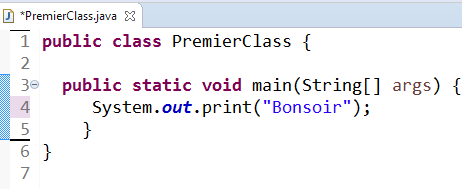 *PremierClass.java
1 public class PremierClass {
2
3 public static void main(String[] args) {
4 System.out.print("Bonsoir");
5 }
6 }
7